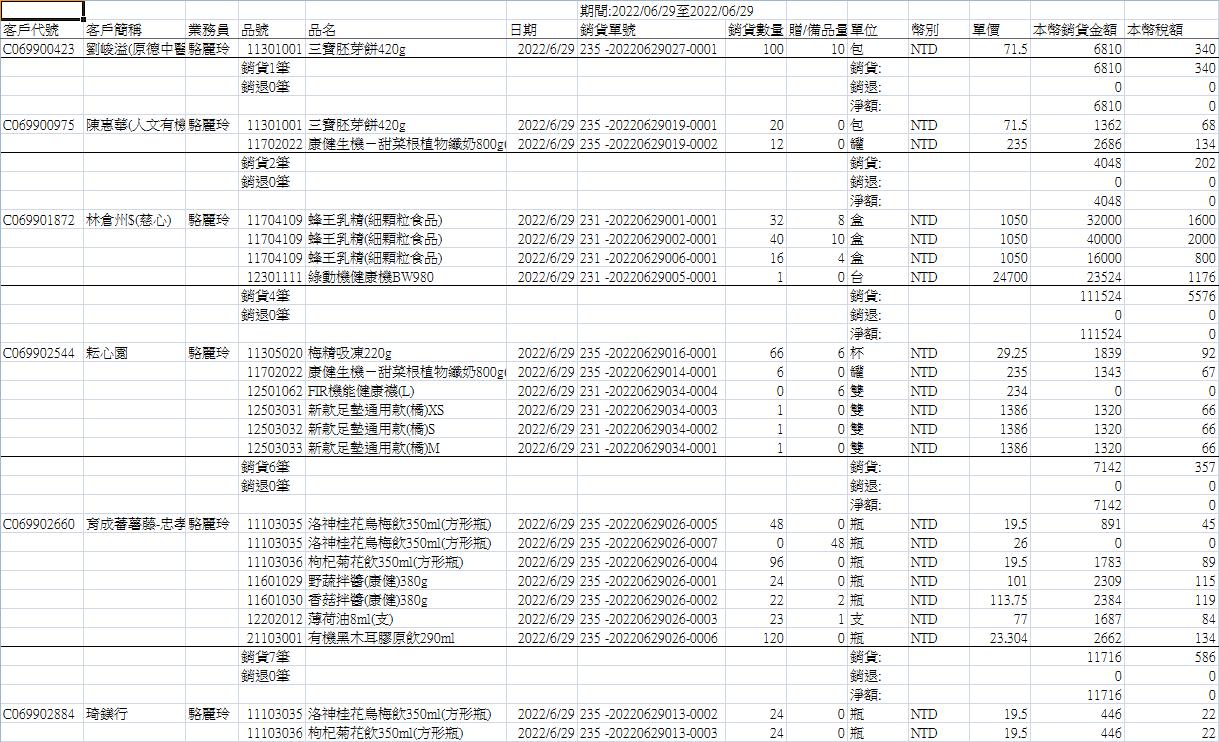 期間:2022/06/29至2022/06/29
客戶代號 客戶簡稱 業務員 品號 品名 日期 銷貨單號 銷貨數量 贈/備品量 單位 幣別 單價 本幣銷貨金額 本幣稅額
C069900423 劉峻溢(原德中醫 駱麗玲 11301001 三寶胚芽餅420g 2022/6/29 235 -20220629027-0001 100 10 包 NTD 71.5 6810 340
銷貨1筆 銷貨: 6810 340
銷退0筆 銷退: 0 0
淨額: 6810 0
C069900975 陳惠華(人文有機 駱麗玲 11301001 三寶胚芽餅420g 2022/6/29 235 -20220629019-0001 20 0 包 NTD 71.5 1362 68
11702022 康健生機－甜菜根植物纖奶800g( 2022/6/29 235 -20220629019-0002 12 0 罐 NTD 235 2686 134
銷貨2筆 銷貨: 4048 202
銷退0筆 銷退: 0 0
淨額: 4048 0
C069901872 林倉州$(慈心) 駱麗玲 11704109 蜂王乳精(細顆粒食品) 2022/6/29 231 -20220629001-0001 32 8 盒 NTD 1050 32000 1600
11704109 蜂王乳精(細顆粒食品) 2022/6/29 231 -20220629002-0001 40 10 盒 NTD 1050 40000 2000
11704109 蜂王乳精(細顆粒食品) 2022/6/29 231 -20220629006-0001 16 4 盒 NTD 1050 16000 800
12301111 綠動機健康機BW980 2022/6/29 231 -20220629005-0001 1 0 台 NTD 24700 23524 1176
銷貨4筆 銷貨: 111524 5576
銷退0筆 銷退: 0 0
淨額: 111524 0
C069902544 耘心園 駱麗玲 11305020 梅精吸凍220g 2022/6/29 235 -20220629016-0001 66 6 杯 NTD 29.25 1839 92
11702022 康健生機－甜菜根植物纖奶800g( 2022/6/29 235 -20220629014-0001 6 0 罐 NTD 235 1343 67
12501062 FIR機能健康襪(L) 2022/6/29 231 -20220629034-0004 0 6 雙 NTD 234 0 0
12503031 新款足墊通用款(橘)XS 2022/6/29 231 -20220629034-0003 1 0 雙 NTD 1386 1320 66
12503032 新款足墊通用款(橘)S 2022/6/29 231 -20220629034-0002 1 0 雙 NTD 1386 1320 66
12503033 新款足墊通用款(橘)M 2022/6/29 231 -20220629034-0001 1 0 雙 NTD 1386 1320 66
銷貨6筆 銷貨: 7142 357
銷退0筆 銷退: 0 0
淨額: 7142 0
C069902660 育成蕃薯藤-忠孝 駱麗玲 11103035 洛神桂花烏梅飲350ml(方形瓶) 2022/6/29 235 -20220629026-0005 48 0 瓶 NTD 19.5 891 45
11103035 洛神桂花烏梅飲350ml(方形瓶) 2022/6/29 235 -20220629026-0007 0 48 瓶 NTD 26 0 0
11103036 枸杞菊花飲350ml(方形瓶) 2022/6/29 235 -20220629026-0004 96 0 瓶 NTD 19.5 1783 89
11601029 野蔬拌醬(康健)380g 2022/6/29 235 -20220629026-0001 24 0 瓶 NTD 101 2309 115
11601030 香菇拌醬(康健)380g 2022/6/29 235 -20220629026-0002 22 2 瓶 NTD 113.75 2384 119
12202012 薄荷油8ml(支) 2022/6/29 235 -20220629026-0003 23 1 支 NTD 77 1687 84
21103001 有機黑木耳膠原飲290ml 2022/6/29 235 -20220629026-0006 120 0 瓶 NTD 23.304 2662 134
銷貨7筆 銷貨: 11716 586
銷退0筆 銷退: 0 0
淨額: 11716 0
C069902884 琦鎂行 駱麗玲 11103035 洛神桂花烏梅飲350ml(方形瓶) 2022/6/29 235 -20220629013-0002 24 0 瓶 NTD 19.5 446 22
11103036 枸杞菊花飲350ml(方形瓶) 2022/6/29 235 -20220629013-0003 24 0 瓶 NTD 19.5 446 22